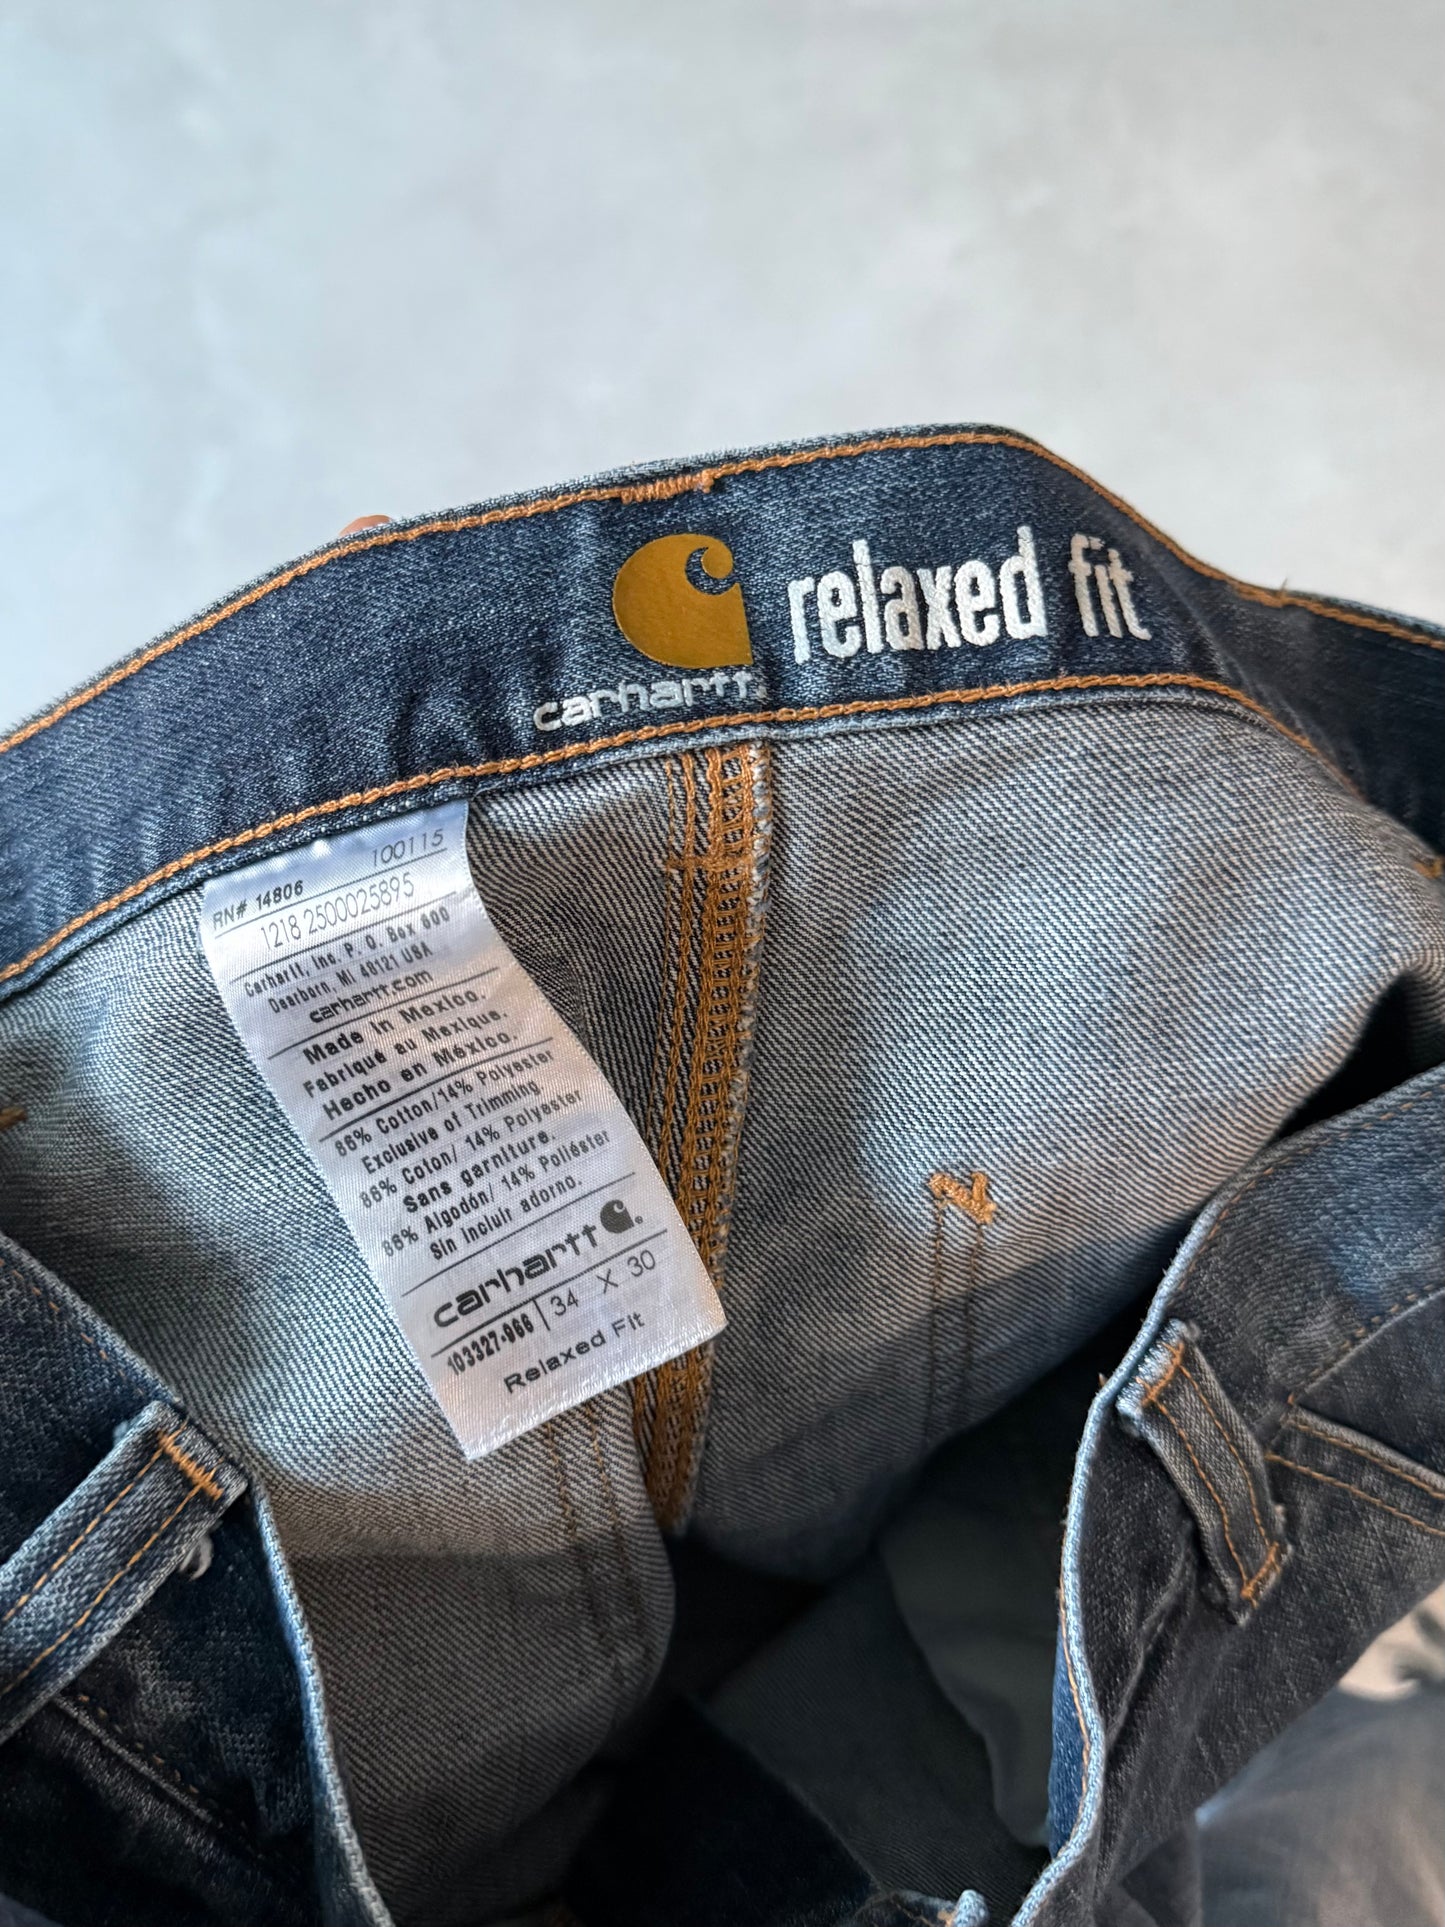 relaxed fit
carhartt.
100115
RN# 14806
1218 2500025895
Carhartt, Inc. P. O. Box 600
Dearborn, MI 48121 USA
carhartt.com
Made in Mexico.
Fabriqué au Mexique.
Hecho en México.
86% Cotton/14% Polyester
Exclusive of Trimming
86% Coton/ 14% Polyester
Sans garniture.
86% Algodón/ 14% Poliéster
Sin incluir adorno.
carhartt
103327-966 34 X 30
Relaxed Fit